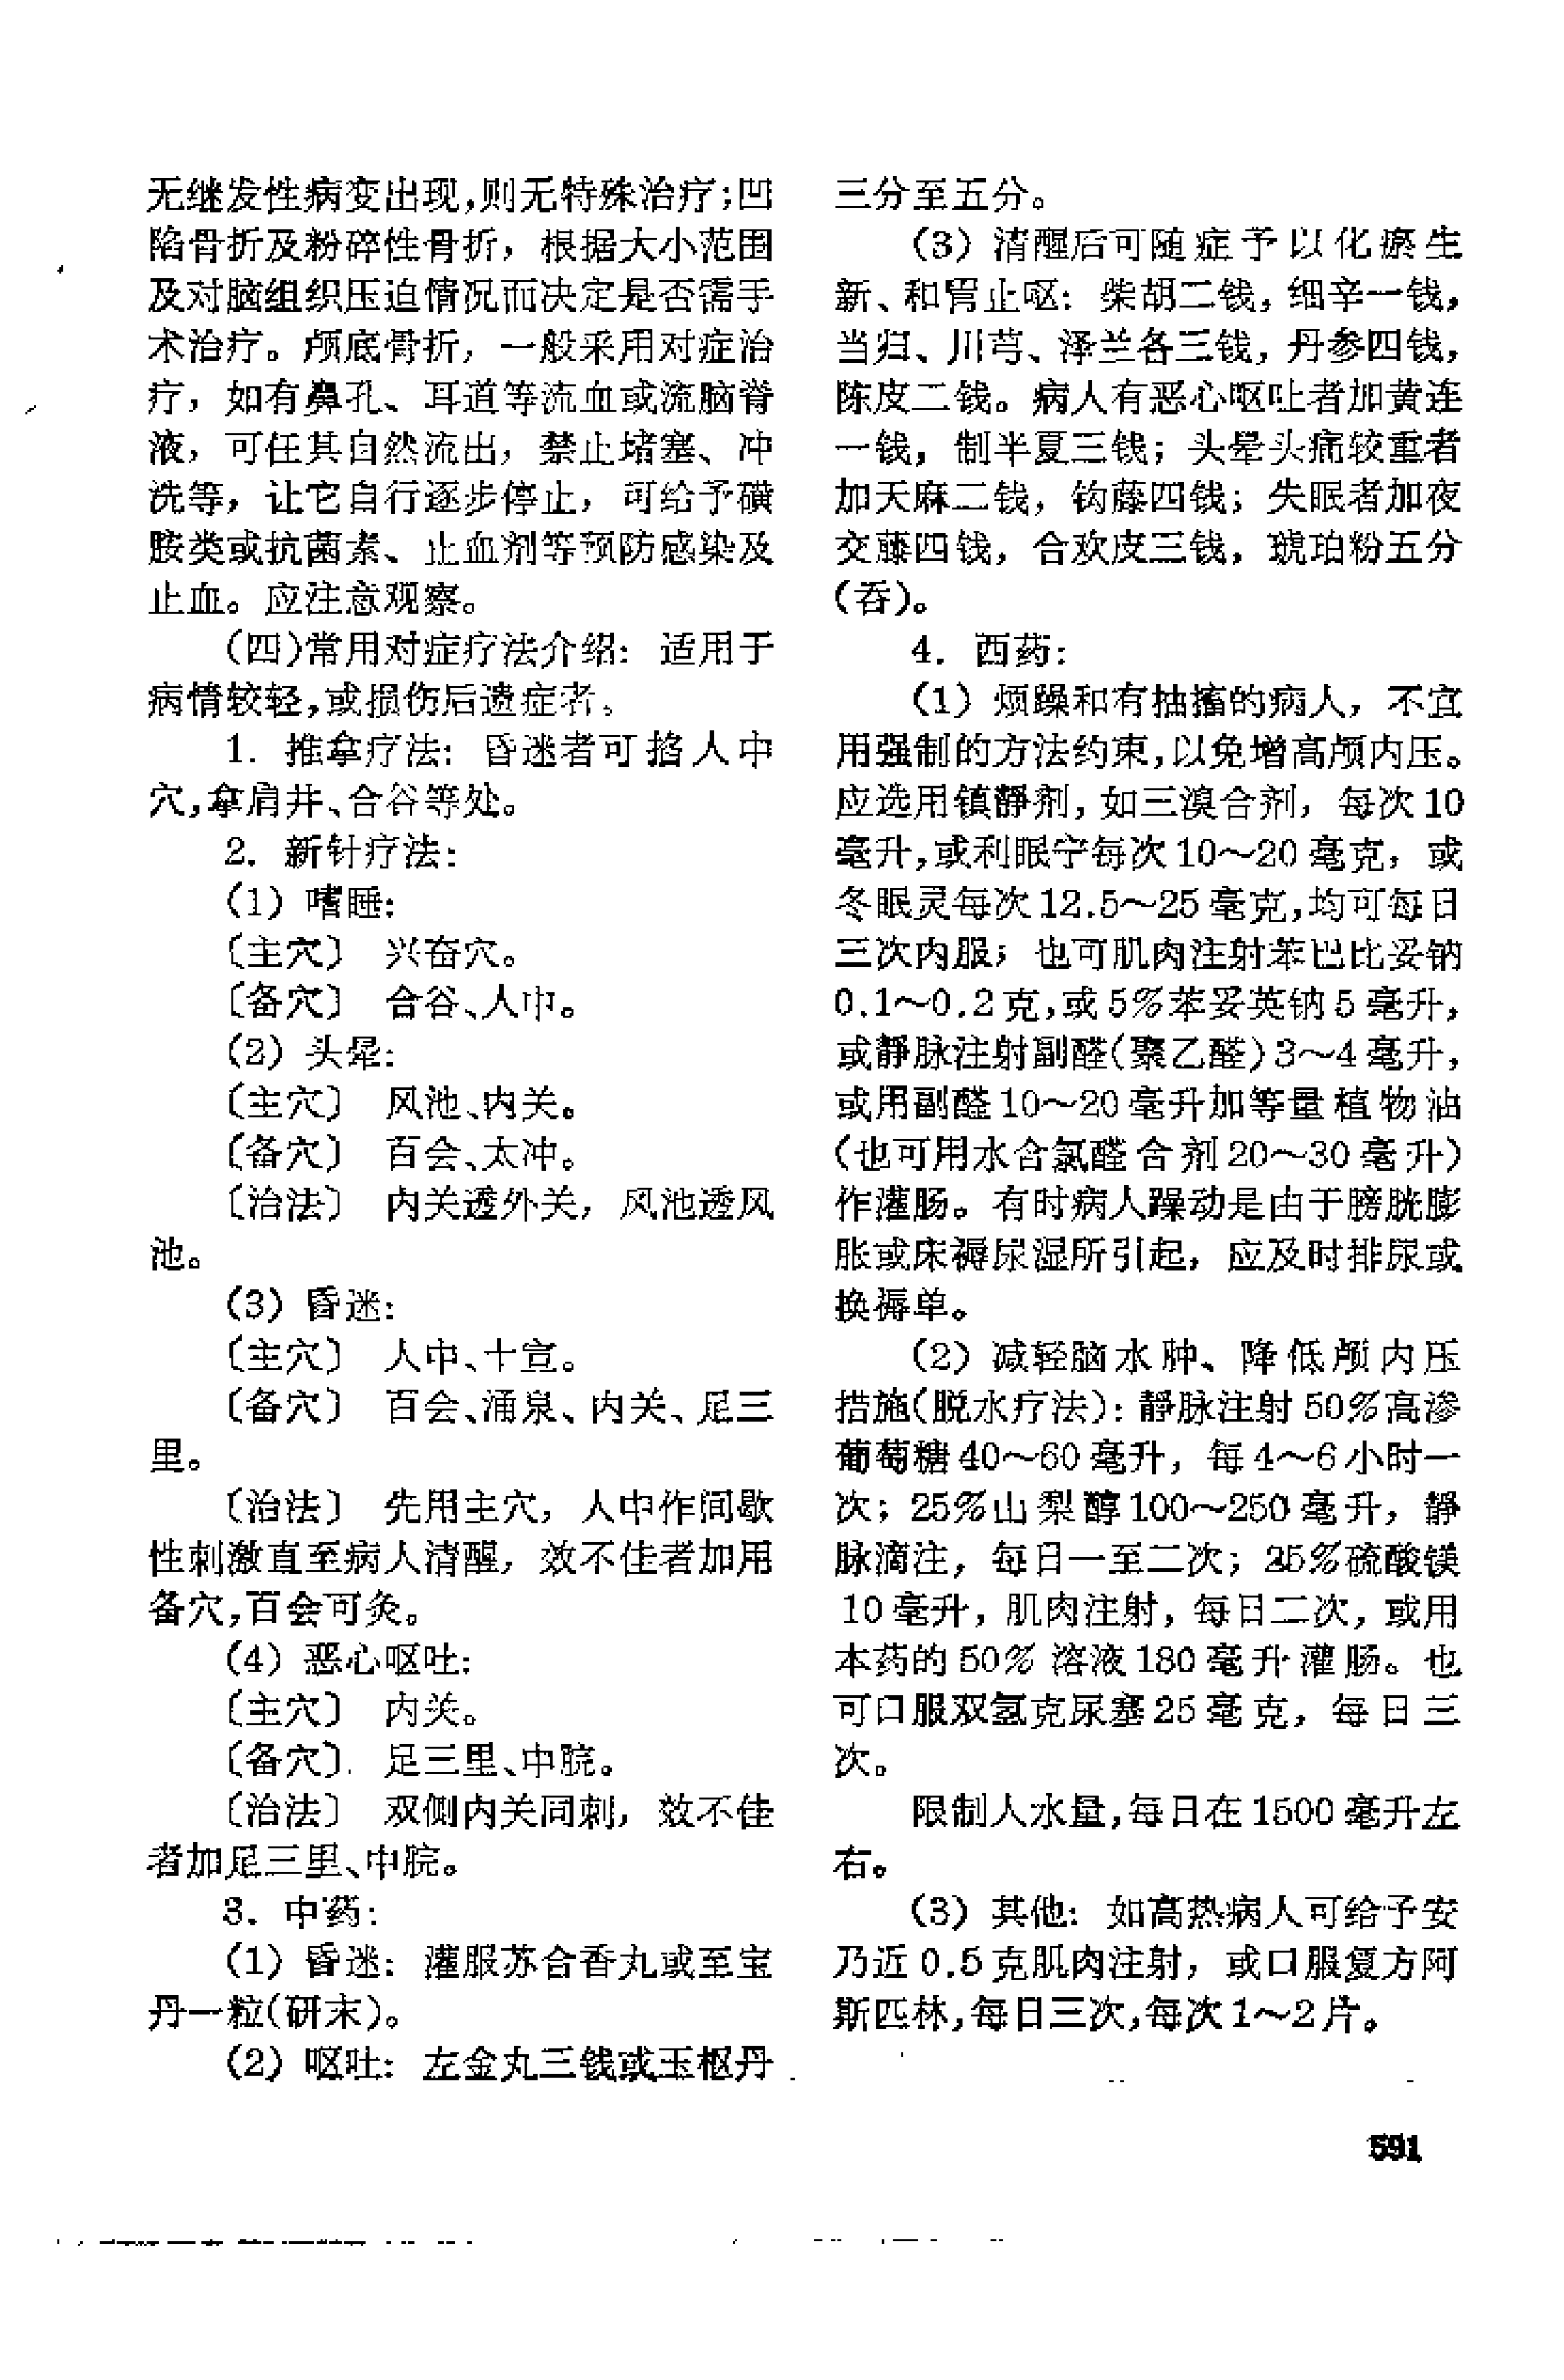 无继发性病变出现,则无特殊治疗;凹
陷骨折及粉碎性骨折，根据大小范围
及对脑组织压迫情况而决定是否需手
术治疗。颅底骨折，一般采用对症治
疗，如有鼻孔、耳道等流血或流脑脊
液，可任其自然流出，禁止堵塞、冲
洗等，让它自行逐步停止，可给予磺
胺类或抗菌素、止血剂等预防感染及
止血。应注意观察。
(四)常用对症疗法介绍：适用于
病情较轻,或损伤后遗症者。
1．推拿疗法：昏迷者可掐人中
穴,拿肩井、合谷等处。
2．新针疗法：
(1) 嗜睡：
〔主穴〕 兴奋穴。
〔备穴〕 合谷、人中。
(2) 头晕：
〔主穴〕 风池、内关。
〔备穴〕 百会、太冲。
〔治法〕 内关透外关，风池透风
池。
(3) 昏迷：
〔主穴〕 人中、十宣。
〔备穴〕 百会、涌泉、内关、足三
里。
〔治法〕 先用主穴，人中作间歇
性刺激直至病人清醒，效不佳者加用
备穴,百会可灸。
(4) 恶心呕吐：
〔主穴〕 内关。
〔备穴〕 足三里、中脘。
〔治法〕 双侧内关同刺，效不佳
者加足三里、中脘。
3．中药：
(1) 昏迷：灌服苏合香丸或至宝
丹一粒(研末)。
(2) 呕吐：左金丸三钱或玉枢丹
三分至五分。
(3) 清醒后可随症予以化瘀生
新、和胃止呕：柴胡二钱，细辛一钱，
当归、川芎、泽兰各三钱，丹参四钱，
陈皮二钱。病人有恶心呕吐者加黄连
一钱，制半夏三钱；头晕头痛较重者
加天麻二钱，钩藤四钱；失眠者加夜
交藤四钱，合欢皮三钱，琥珀粉五分
(吞)。
4．西药：
(1) 烦躁和有抽搐的病人，不宜
用强制的方法约束,以免增高颅内压。
应选用镇静剂，如三溴合剂，每次10
毫升,或利眠宁每次10～20毫克，或
冬眠灵每次12.5～25毫克,均可每日
三次内服；也可肌肉注射苯巴比妥钠
0.1～0.2克,或5%苯妥英钠5毫升，
或静脉注射副醛(聚乙醛)3～4毫升，
或用副醛10～20毫升加等量植物油
(也可用水合氯醛合剂20～30毫升)
作灌肠。有时病人躁动是由于膀胱膨
胀或床褥尿湿所引起，应及时排尿或
换褥单。
(2) 减轻脑水肿、降低颅内压
措施(脱水疗法)：静脉注射50%高渗
葡萄糖40～60毫升，每4～6小时一
次；25%山梨醇100～250毫升，静
脉滴注，每日一至二次；25%硫酸镁
10毫升，肌肉注射，每日二次，或用
本药的50%溶液180毫升灌肠。也
可口服双氢克尿塞25毫克，每日三
次。
限制人水量,每日在1500毫升左
右。
(3) 其他：如高热病人可给予安
乃近0.5克肌肉注射，或口服复方阿
斯匹林,每日三次,每次1～2片。
591